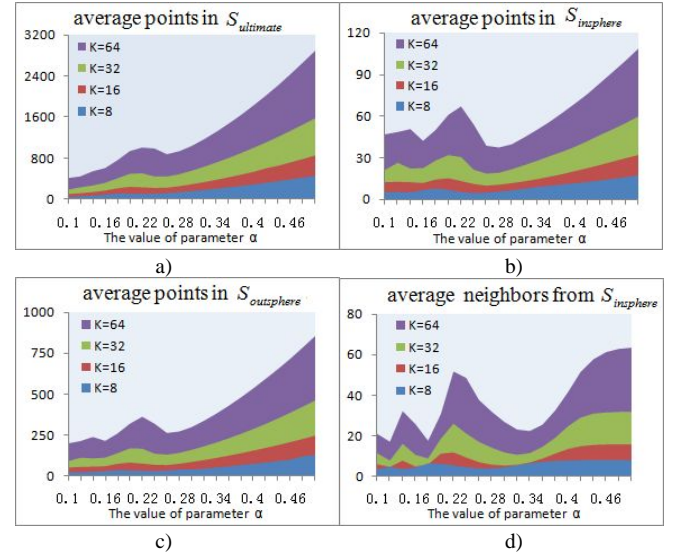 average points in S ultimate
3200
2400
1600
800
0
K=64
K=32
K=16
K=8
0.1 0.16 0.22 0.28 0.34 0.4 0.46
The value of parameter α
a)
average points in S insphere
120
90
60
30
0
K=64
K=32
K=16
K=8
0.1 0.16 0.22 0.28 0.34 0.4 0.46
The value of parameter α
b)
average points in S outsphere
1000
750
500
250
0
K=64
K=32
K=16
K=8
0.1 0.16 0.22 0.28 0.34 0.4 0.46
The value of parameter α
c)
average neighbors from S insphere
80
60
40
20
0
K=64
K=32
K=16
K=8
0.1 0.16 0.22 0.28 0.34 0.4 0.46
The value of parameter α
d)